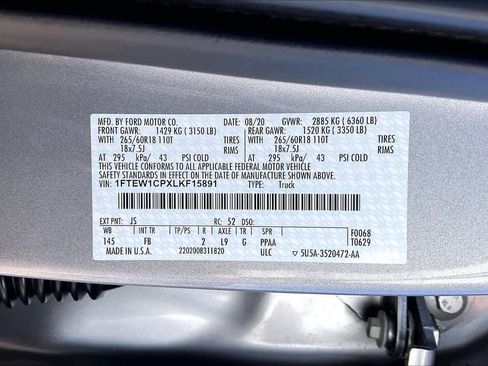 MFD. BY FORD MOTOR CO. 08/20 GVWR: 2885 KG ( 6360 LB)
FRONT GAWR: 1429 KG ( 3150 LB) REAR GAWR: 1520 KG ( 3350 LB)
WITH 265/60R18 110T TIRES WITH 265/60R18 110T TIRES
18x7.5J RIMS 18x7.5J RIMS
AT 295 kPa/ 43 PSI COLD AT 295 kPa/ 43 PSI COLD
THIS VEHICLE CONFORMS TO ALL APPLICABLE FEDERAL MOTOR VEHICLE
SAFETY STANDARDS IN EFFECT ON THE DATE OF MANUFACTURE SHOWN ABOVE.
VIN: 1FTEW1CPXLKF15891 TYPE: Truck
EXT PNT: JS RC: 52 DSO: F0068
WB INT TR TP/PS R AXLE TR SPR T0629
145 FB 2 L9 G PPAA
MADE IN U.S.A. 2202008311820 ULC 5U5A-3520472-AA